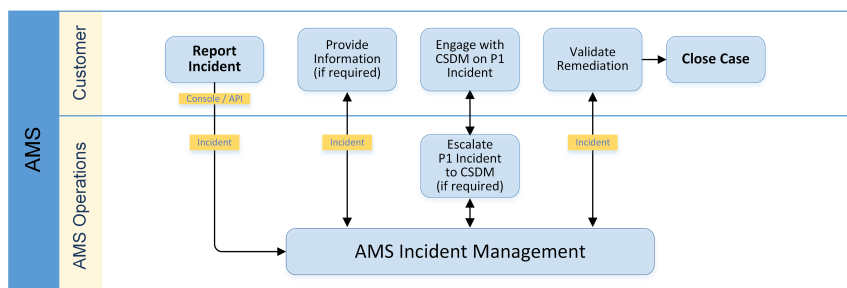 AMS
Customer
Report
Incident
Provide
Information
(if required)
Engage with
CSDM on P1
Incident
Validate
Remediation
Close Case
Console / API
AMS Operations
Incident
Incident
Escalate
P1 Incident
to CSDM
(if required)
Incident
AMS Incident Management